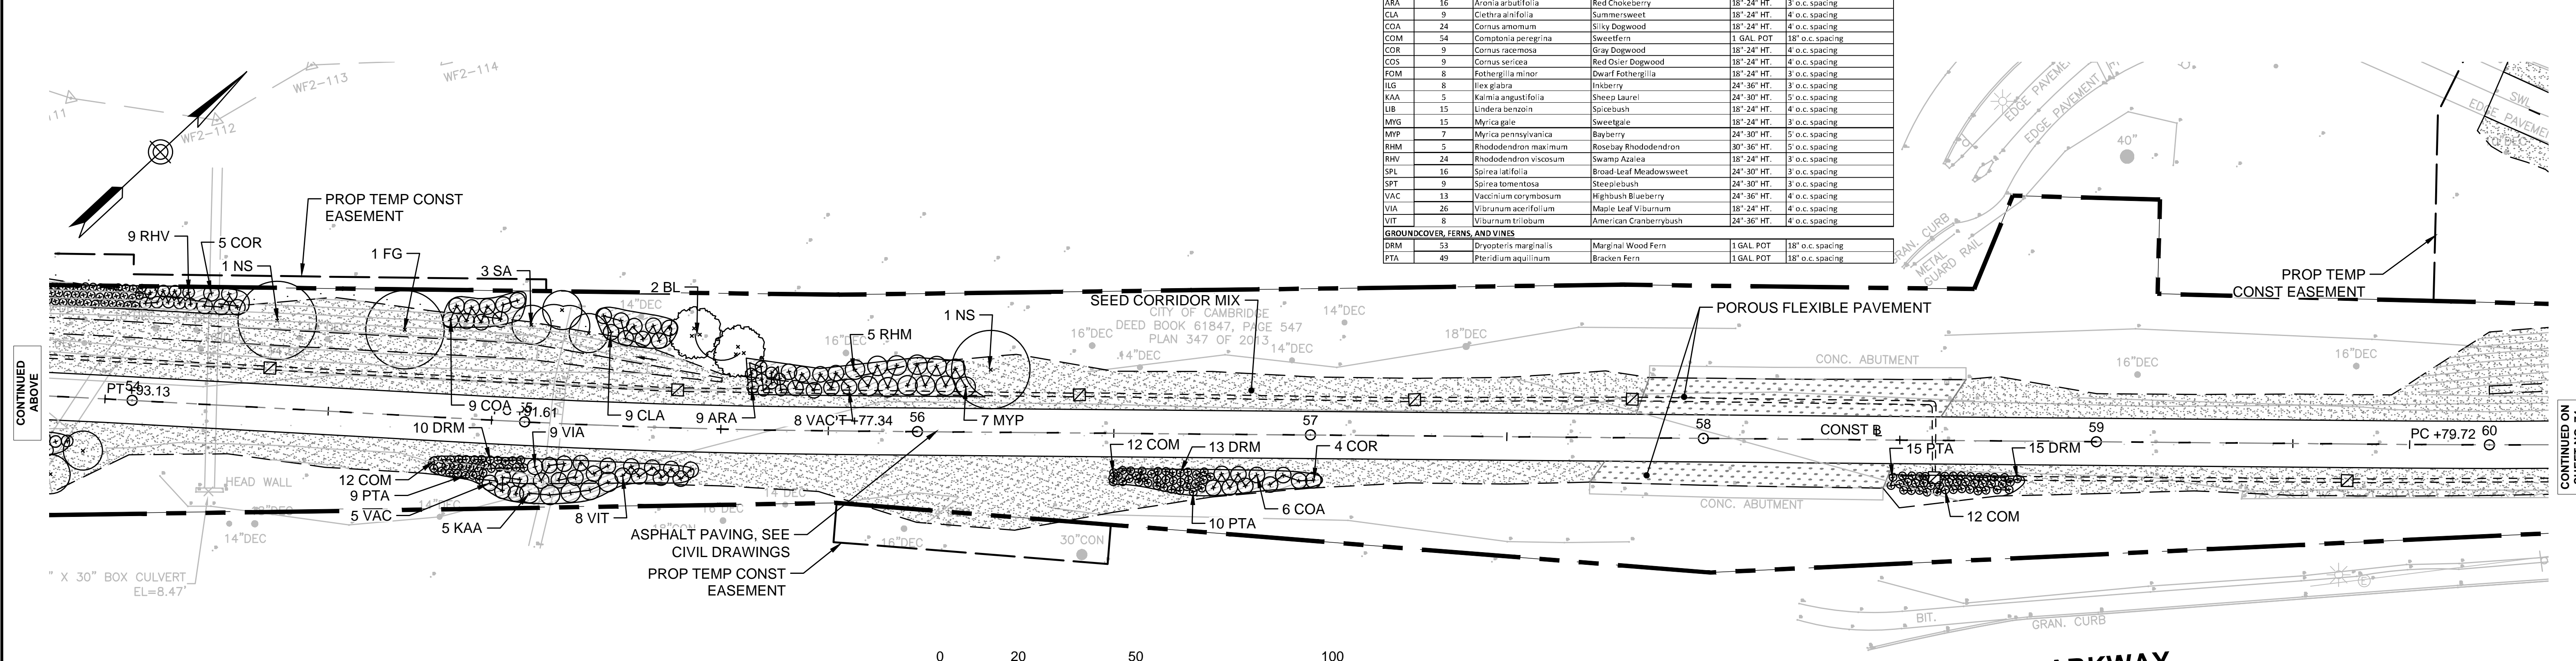 ARA 16 Aronia arbutifolia Red Chokeberry 18"-24" HT. 3' o.c. spacing
CLA 9 Clethra alnifolia Summersweet 18"-24" HT. 4' o.c. spacing
COA 24 Cornus amomum Silky Dogwood 18"-24" HT. 4' o.c. spacing
COM 54 Comptonia peregrina Sweetfern 1 GAL. POT 18" o.c. spacing
COR 9 Cornus racemosa Gray Dogwood 18"-24" HT. 4' o.c. spacing
COS 9 Cornus sericea Red Osier Dogwood 18"-24" HT. 4' o.c. spacing
FOM 8 Fothergilla minor Dwarf Fothergilla 18"-24" HT. 3' o.c. spacing
ILG 8 Ilex glabra Inkberry 24"-36" HT. 3' o.c. spacing
KAA 5 Kalmia angustifolia Sheep Laurel 24"-30" HT. 5' o.c. spacing
LIB 15 Lindera benzoin Spicebush 18"-24" HT. 4' o.c. spacing
MYG 15 Myrica gale Sweetgale 18"-24" HT. 3' o.c. spacing
MYP 7 Myrica pennsylvanica Bayberry 24"-30" HT. 5' o.c. spacing
RHM 5 Rhododendron maximum Rosebay Rhododendron 30"-36" HT. 5' o.c. spacing
RHV 24 Rhododendron viscosum Swamp Azalea 18"-24" HT. 3' o.c. spacing
SPL 16 Spirea latifolia Broad-Leaf Meadowsweet 24"-30" HT. 3' o.c. spacing
SPT 9 Spirea tomentosa Steeplebush 24"-30" HT. 3' o.c. spacing
VAC 13 Vaccinium corymbosum Highbush Blueberry 24"-36" HT. 4' o.c. spacing
VIA 26 Vibrunum acerifolium Maple Leaf Viburnum 18"-24" HT. 4' o.c. spacing
VIT 8 Viburnum trilobum American Cranberrybush 24"-36" HT. 4' o.c. spacing
GROUNDCOVER, FERNS, AND VINES
DRM 53 Dryopteris marginalis Marginal Wood Fern 1 GAL. POT 18" o.c. spacing
PTA 49 Pteridium aquilinum Bracken Fern 1 GAL. POT 18" o.c. spacing
WF2-113
WF2-114
WF2-112
PROP TEMP CONST
EASEMENT
9 RHV
5 COR
1 NS
1 FG
3 SA
2 BL
14"DEC
SEED CORRIDOR MIX
CITY OF CAMBRIDGE
DEED BOOK 61847, PAGE 547
PLAN 347 OF 2013
1 NS
5 RHM
16"DEC
16"DEC
14"DEC
14"DEC
14"DEC
18"DEC
POROUS FLEXIBLE PAVEMENT
CONC. ABUTMENT
EDGE PAVEMENT
EDGE PAVEMENT
40"
GRAN. CURB
METAL
GUARD RAIL
SWL
EDGE PAVEMENT
PROP TEMP
CONST EASEMENT
16"DEC
16"DEC
CONTINUED
ABOVE
PT +93.13
54
9 COA
+91.61
9 CLA
9 ARA
8 VAC
+77.34
56
7 MYP
57
58
CONST B
59
PC +79.72
60
CONTINUED ON
10 DRM
9 VIA
12 COM
9 PTA
5 VAC
5 KAA
8 VIT
HEAD WALL
14"DEC
14"DEC
14"DEC
16"DEC
18"CON
12 COM
13 DRM
4 COR
6 COA
10 PTA
15 PTA
15 DRM
12 COM
CONC. ABUTMENT
ASPHALT PAVING, SEE
CIVIL DRAWINGS
PROP TEMP CONST
EASEMENT
16"DEC
30"CON
" X 30" BOX CULVERT
EL=8.47'
BIT.
GRAN. CURB
0 20 50 100